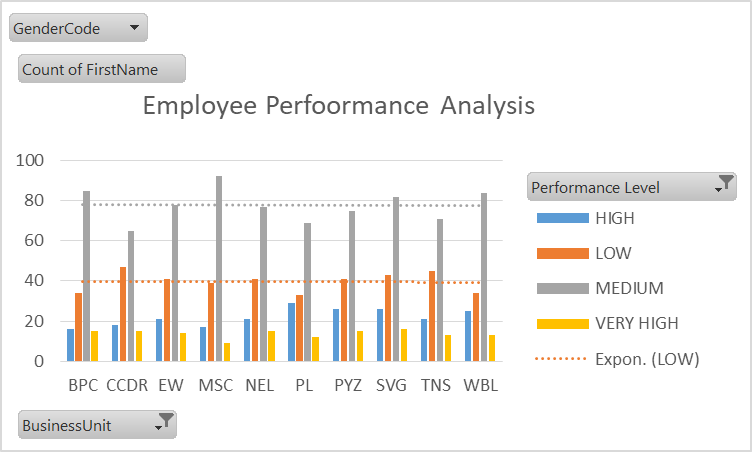 GenderCode
Count of FirstName
Employee Perfoormance Analysis
100
80
60
40
20
0
BPC CCDR EW MSC NEL PL PYZ SVG TNS WBL
Performance Level
HIGH
LOW
MEDIUM
VERY HIGH
Expon. (LOW)
BusinessUnit